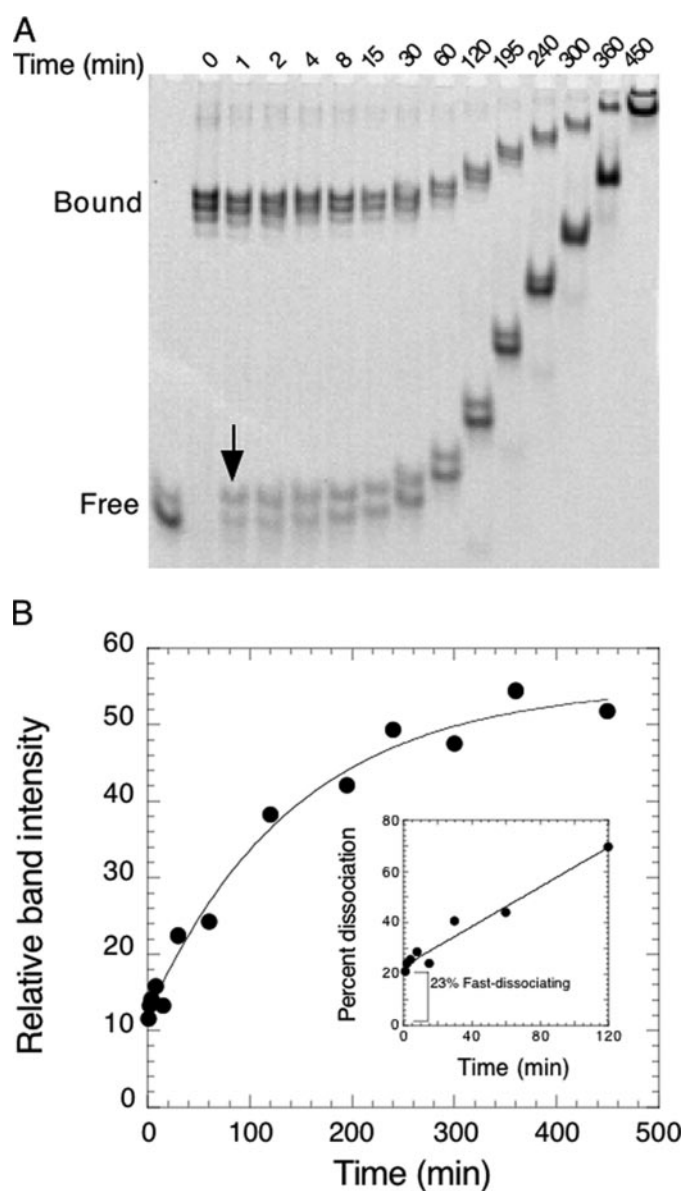 A
Time (min) 0 1 2 4 8 15 30 60 120 195 240 300 360 450
Bound
Free
B
60
50
40
30
20
10
0
Relative band intensity
0 100 200 300 400 500
Time (min)
80
60
40
20
0
Percent dissociation
23% Fast-dissociating
0 40 80 120
Time (min)